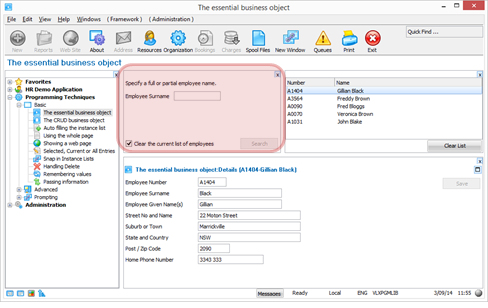 The essential business object
File Edit View Help Windows ( Framework ) ( Administration )
New Reports Web Site About Address Resources Organization Bookings Charges Spool Files New Window Queues Print Exit
Quick Find ...
The essential business object
Favorites
HR Demo Application
Programming Techniques
Basic
The essential business object
The CRUD business object
Auto filling the instance list
Using the whole page
Showing a web page
Selected, Current or All Entries
Snap in Instance Lists
Handling Delete
Remembering values
Passing information
Advanced
Prompting
Administration
Specify a full or partial employee name.
Employee Surname
Clear the current list of employees
Search
Number Name
A1404 Gillian Black
A3564 Freddy Brown
A0090 Fred Bloggs
A0070 Veronica Brown
A1031 John Blake
Clear List
The essential business object:Details (A1404-Gillian Black)
Employee Number A1404
Save
Employee Surname Black
Employee Given Name(s) Gillian
Street No and Name 22 Moton Street
Suburb or Town Marrickville
State and Country NSW
Post / Zip Code 2090
Home Phone Number 3343 333
Messages Ready Local ENG VLXPGMLIB 3/09/14 11:55